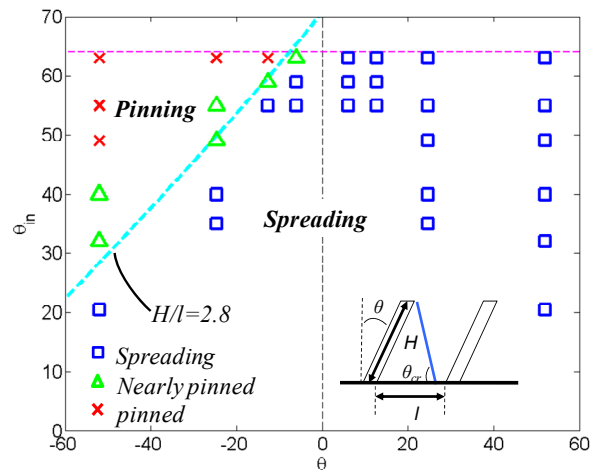 70
60
50
40
30
20
10
0
θin
Pinning
Spreading
H/l=2.8
Spreading
Nearly pinned
pinned
θ
H
θcr
l
-60 -40 -20 0 20 40 60
θ